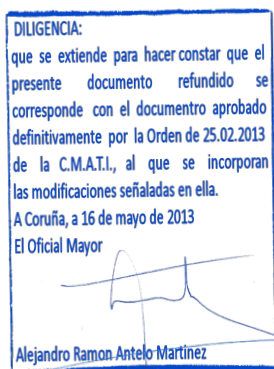 DILIGENCIA:
que se extiende para hacer constar que el
presente documento refundido se
corresponde con el documentro aprobado
definitivamente por la Orden de 25.02.2013
de la C.M.A.T.I., al que se incorporan
las modificaciones señaladas en ella.
A Coruña, a 16 de mayo de 2013
El Oficial Mayor
Alejandro Ramon Antelo Martinez